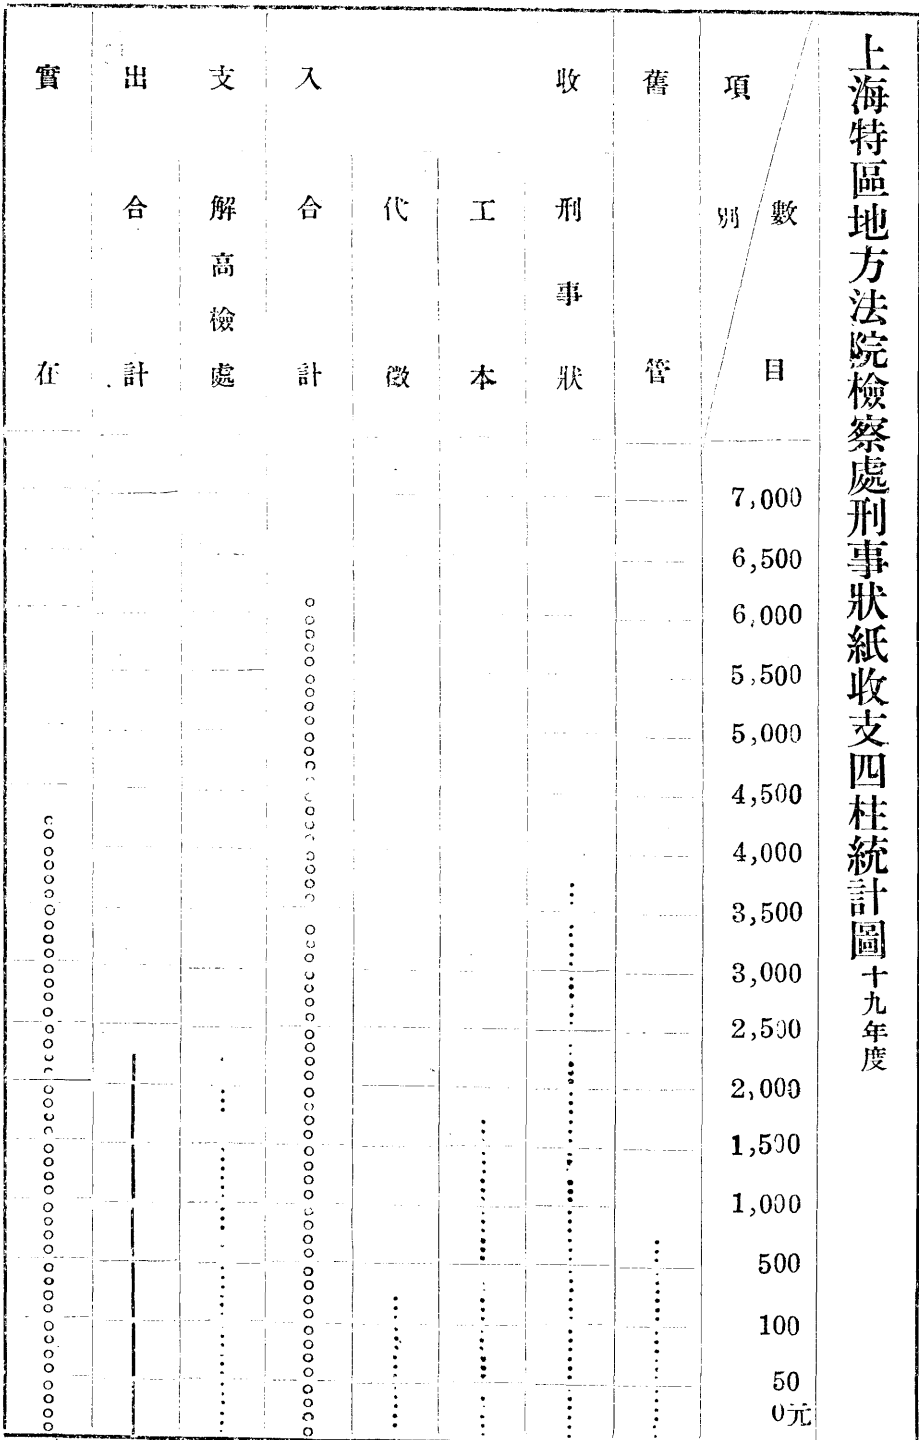 上海特區地方法院檢察處刑事狀紙收支四柱統計圖 十九年度
數目
項別
7,000
6,500
6,000
5,500
5,000
4,500
4,000
3,500
3,000
2,500
2,000
1,500
1,000
500
100
50
0元
舊管
收入
刑事狀
工本
代徵
合計
支出
解高檢處
合計
實在